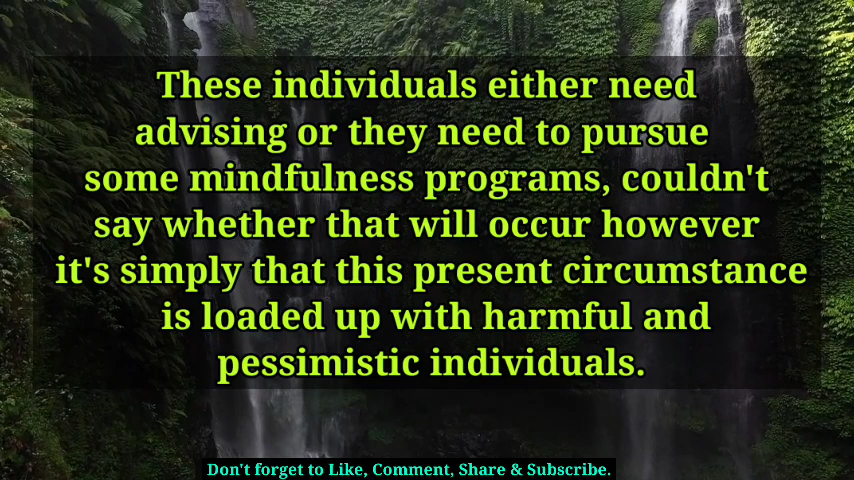 These individuals either need
advising or they need to pursue
some mindfulness programs, couldn't
say whether that will occur however
it's simply that this present circumstance
is loaded up with harmful and
pessimistic individuals.
Don't forget to Like, Comment, Share & Subscribe.